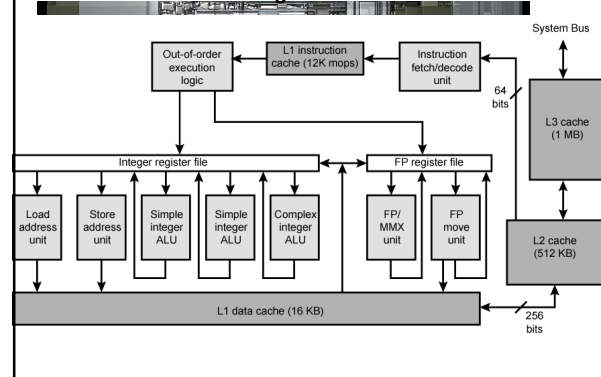 System Bus
Out-of-order
execution
logic
L1 instruction
cache (12K mops)
Instruction
fetch/decode
unit
64
bits
L3 cache
(1 MB)
Integer register file
FP register file
Load
address
unit
Store
address
unit
Simple
integer
ALU
Simple
integer
ALU
Complex
integer
ALU
FP/
MMX
unit
FP
move
unit
L2 cache
(512 KB)
L1 data cache (16 KB)
256
bits